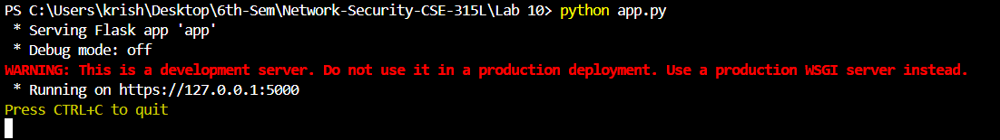 PS C:\Users\krish\Desktop\6th-Sem\Network-Security-CSE-315L\Lab 10> python app.py
 * Serving Flask app 'app'
 * Debug mode: off
WARNING: This is a development server. Do not use it in a production deployment. Use a production WSGI server instead.
 * Running on https://127.0.0.1:5000
Press CTRL+C to quit